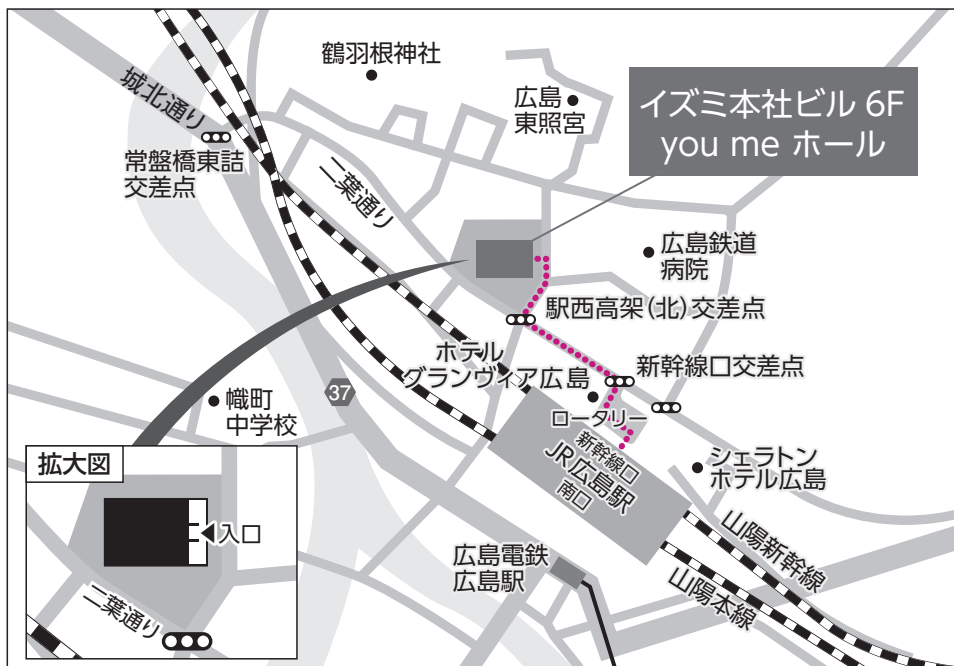 鶴羽根神社
広島
東照宮
イズミ本社ビル 6F
you me ホール
城北通り
常盤橋東詰
交差点
二葉通り
広島鉄道
病院
駅西高架(北)交差点
ホテル
グランヴィア広島
新幹線口交差点
37
幟町
中学校
ロータリー
新幹線口
JR広島駅
南口
シェラトン
ホテル広島
山陽新幹線
山陽本線
広島電鉄
広島駅
拡大図
入口
二葉通り